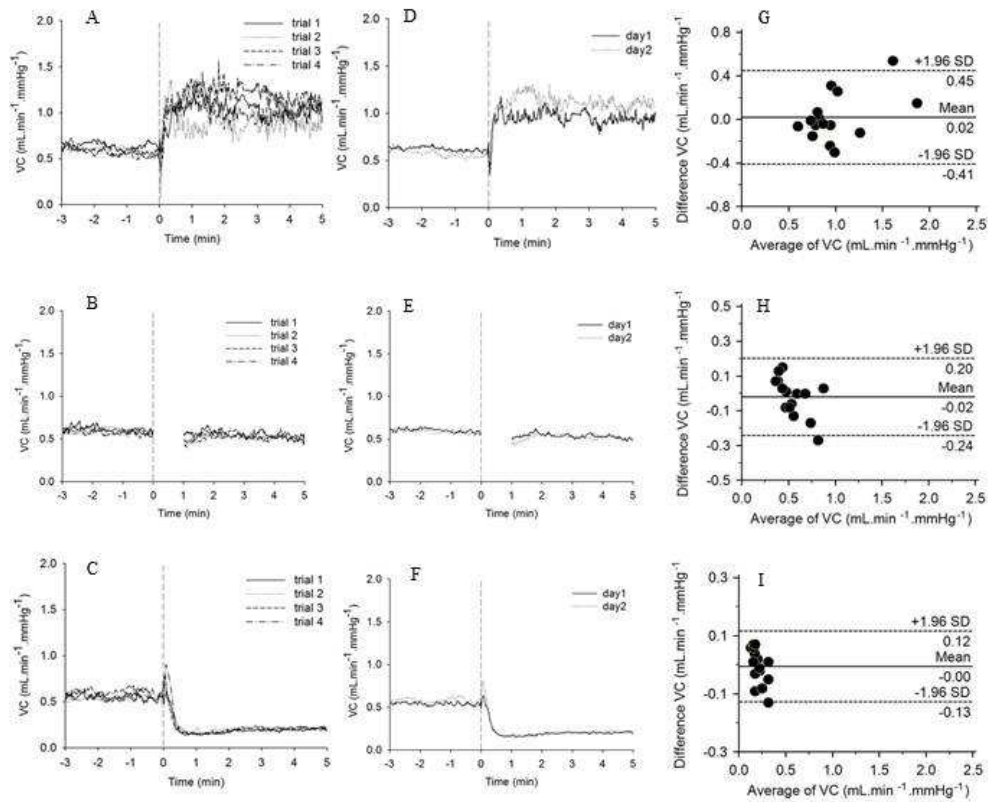 A
trial 1
trial 2
trial 3
trial 4
VC (mL.min⁻¹.mmHg⁻¹)
2.0
1.5
1.0
0.5
0.0
-3 -2 -1 0 1 2 3 4 5
Time (min)
D
day1
day2
VC (mL.min⁻¹.mmHg⁻¹)
2.0
1.5
1.0
0.5
0.0
-3 -2 -1 0 1 2 3 4 5
Time (min)
G
Difference VC (mL.min⁻¹.mmHg⁻¹)
0.8
0.4
0.0
-0.4
-0.8
+1.96 SD
0.45
Mean
0.02
-1.96 SD
-0.41
0.0 0.5 1.0 1.5 2.0 2.5
Average of VC (mL.min⁻¹.mmHg⁻¹)
B
trial 1
trial 2
trial 3
trial 4
VC (mL.min⁻¹.mmHg⁻¹)
2.0
1.5
1.0
0.5
0.0
-3 -2 -1 0 1 2 3 4 5
Time (min)
E
day1
day2
VC (mL.min⁻¹.mmHg⁻¹)
2.0
1.5
1.0
0.5
0.0
-3 -2 -1 0 1 2 3 4 5
Time (min)
H
Difference VC (mL.min⁻¹.mmHg⁻¹)
0.5
0.3
0.1
-0.1
-0.3
-0.5
+1.96 SD
0.20
Mean
-0.02
-1.96 SD
-0.24
0.0 0.5 1.0 1.5 2.0 2.5
Average of VC (mL.min⁻¹.mmHg⁻¹)
C
trial 1
trial 2
trial 3
trial 4
VC (mL.min⁻¹.mmHg⁻¹)
2.0
1.5
1.0
0.5
0.0
-3 -2 -1 0 1 2 3 4 5
Time (min)
F
day1
day2
VC (mL.min⁻¹.mmHg⁻¹)
2.0
1.5
1.0
0.5
0.0
-3 -2 -1 0 1 2 3 4 5
Time (min)
I
Difference VC (mL.min⁻¹.mmHg⁻¹)
0.3
0.1
-0.1
-0.3
+1.96 SD
0.12
Mean
-0.00
-1.96 SD
-0.13
0.0 0.5 1.0 1.5 2.0 2.5
Average of VC (mL.min⁻¹.mmHg⁻¹)